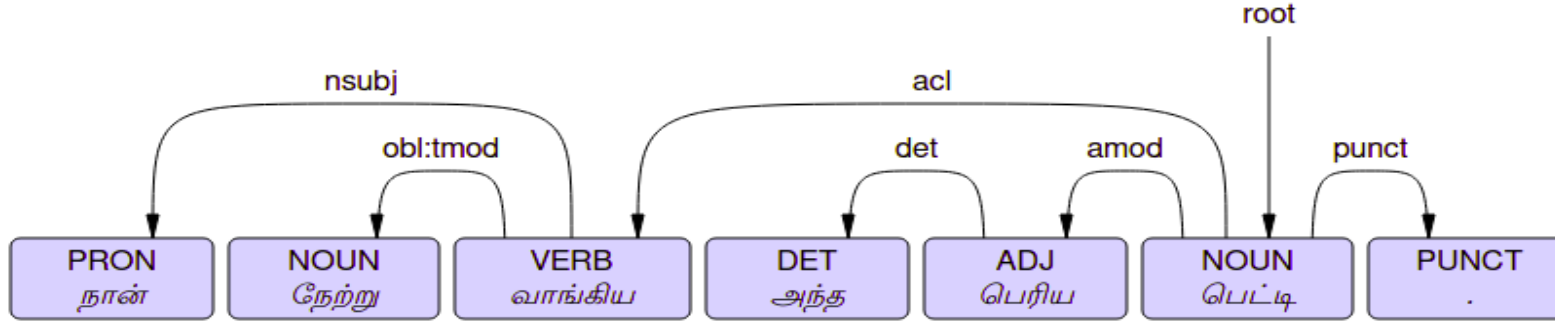 root
nsubj acl
obl:tmod det amod punct
PRON NOUN VERB DET ADJ NOUN PUNCT
நான் நேற்று வாங்கிய அந்த பெரிய பெட்டி .